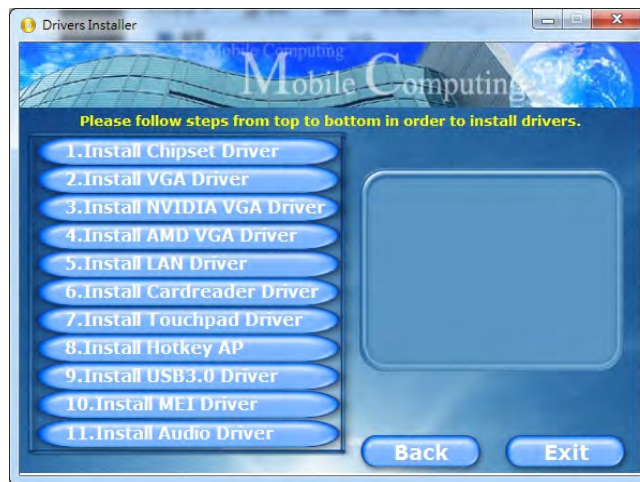 Drivers Installer
Mobile Computing
Mobile Computing
Please follow steps from top to bottom in order to install drivers.
1.Install Chipset Driver
2.Install VGA Driver
3.Install NVIDIA VGA Driver
4.Install AMD VGA Driver
5.Install LAN Driver
6.Install Cardreader Driver
7.Install Touchpad Driver
8.Install Hotkey AP
9.Install USB3.0 Driver
10.Install MEI Driver
11.Install Audio Driver
Back
Exit